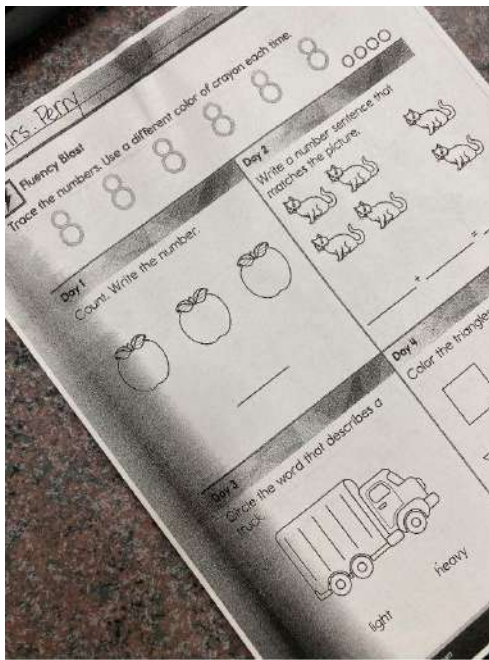 Mrs. Perry
Fluency Blast
Trace the numbers. Use a different color of crayon each time.
8 8 8 8 8 8
Day 1
Count. Write the number.
Day 2
Write a number sentence that
matches the picture.
+ =
Day 3
Circle the word that describes a
truck.
light
heavy
Day 4
Color the triangle